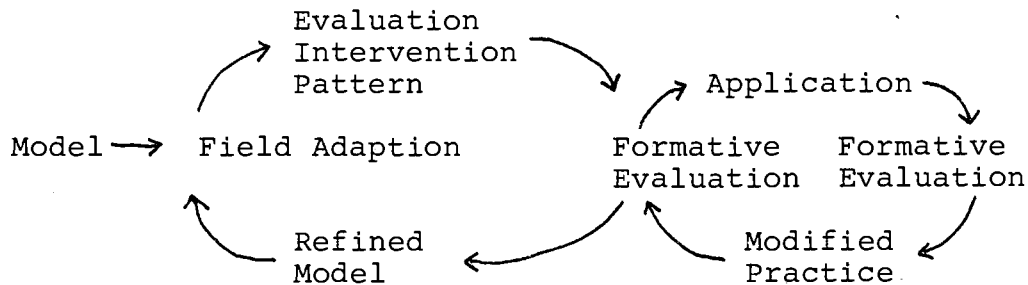 Evaluation
Intervention
Pattern
Application
Model
Field Adaption
Formative
Evaluation
Formative
Evaluation
Refined
Model
Modified
Practice